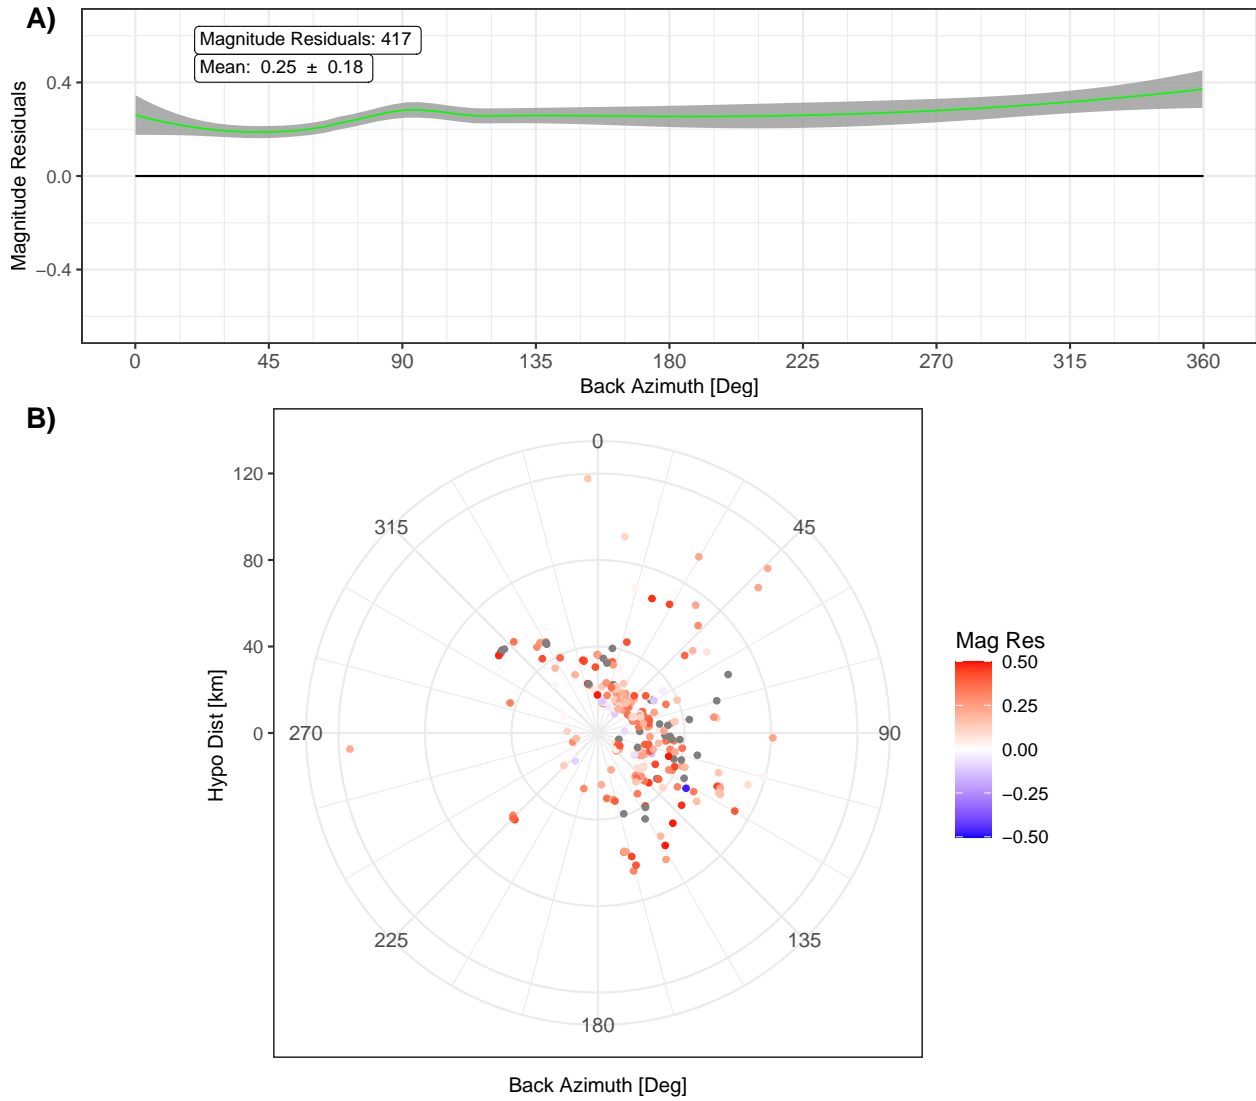 A)
Magnitude Residuals: 417
Mean: 0.25 ± 0.18
Magnitude Residuals
0.4
0.0
−0.4
0 45 90 135 180 225 270 315 360
Back Azimuth [Deg]
B)
Hypo Dist [km]
120
80
40
0
0
45
90
135
180
225
270
315
Back Azimuth [Deg]
Mag Res
0.50
0.25
0.00
−0.25
−0.50